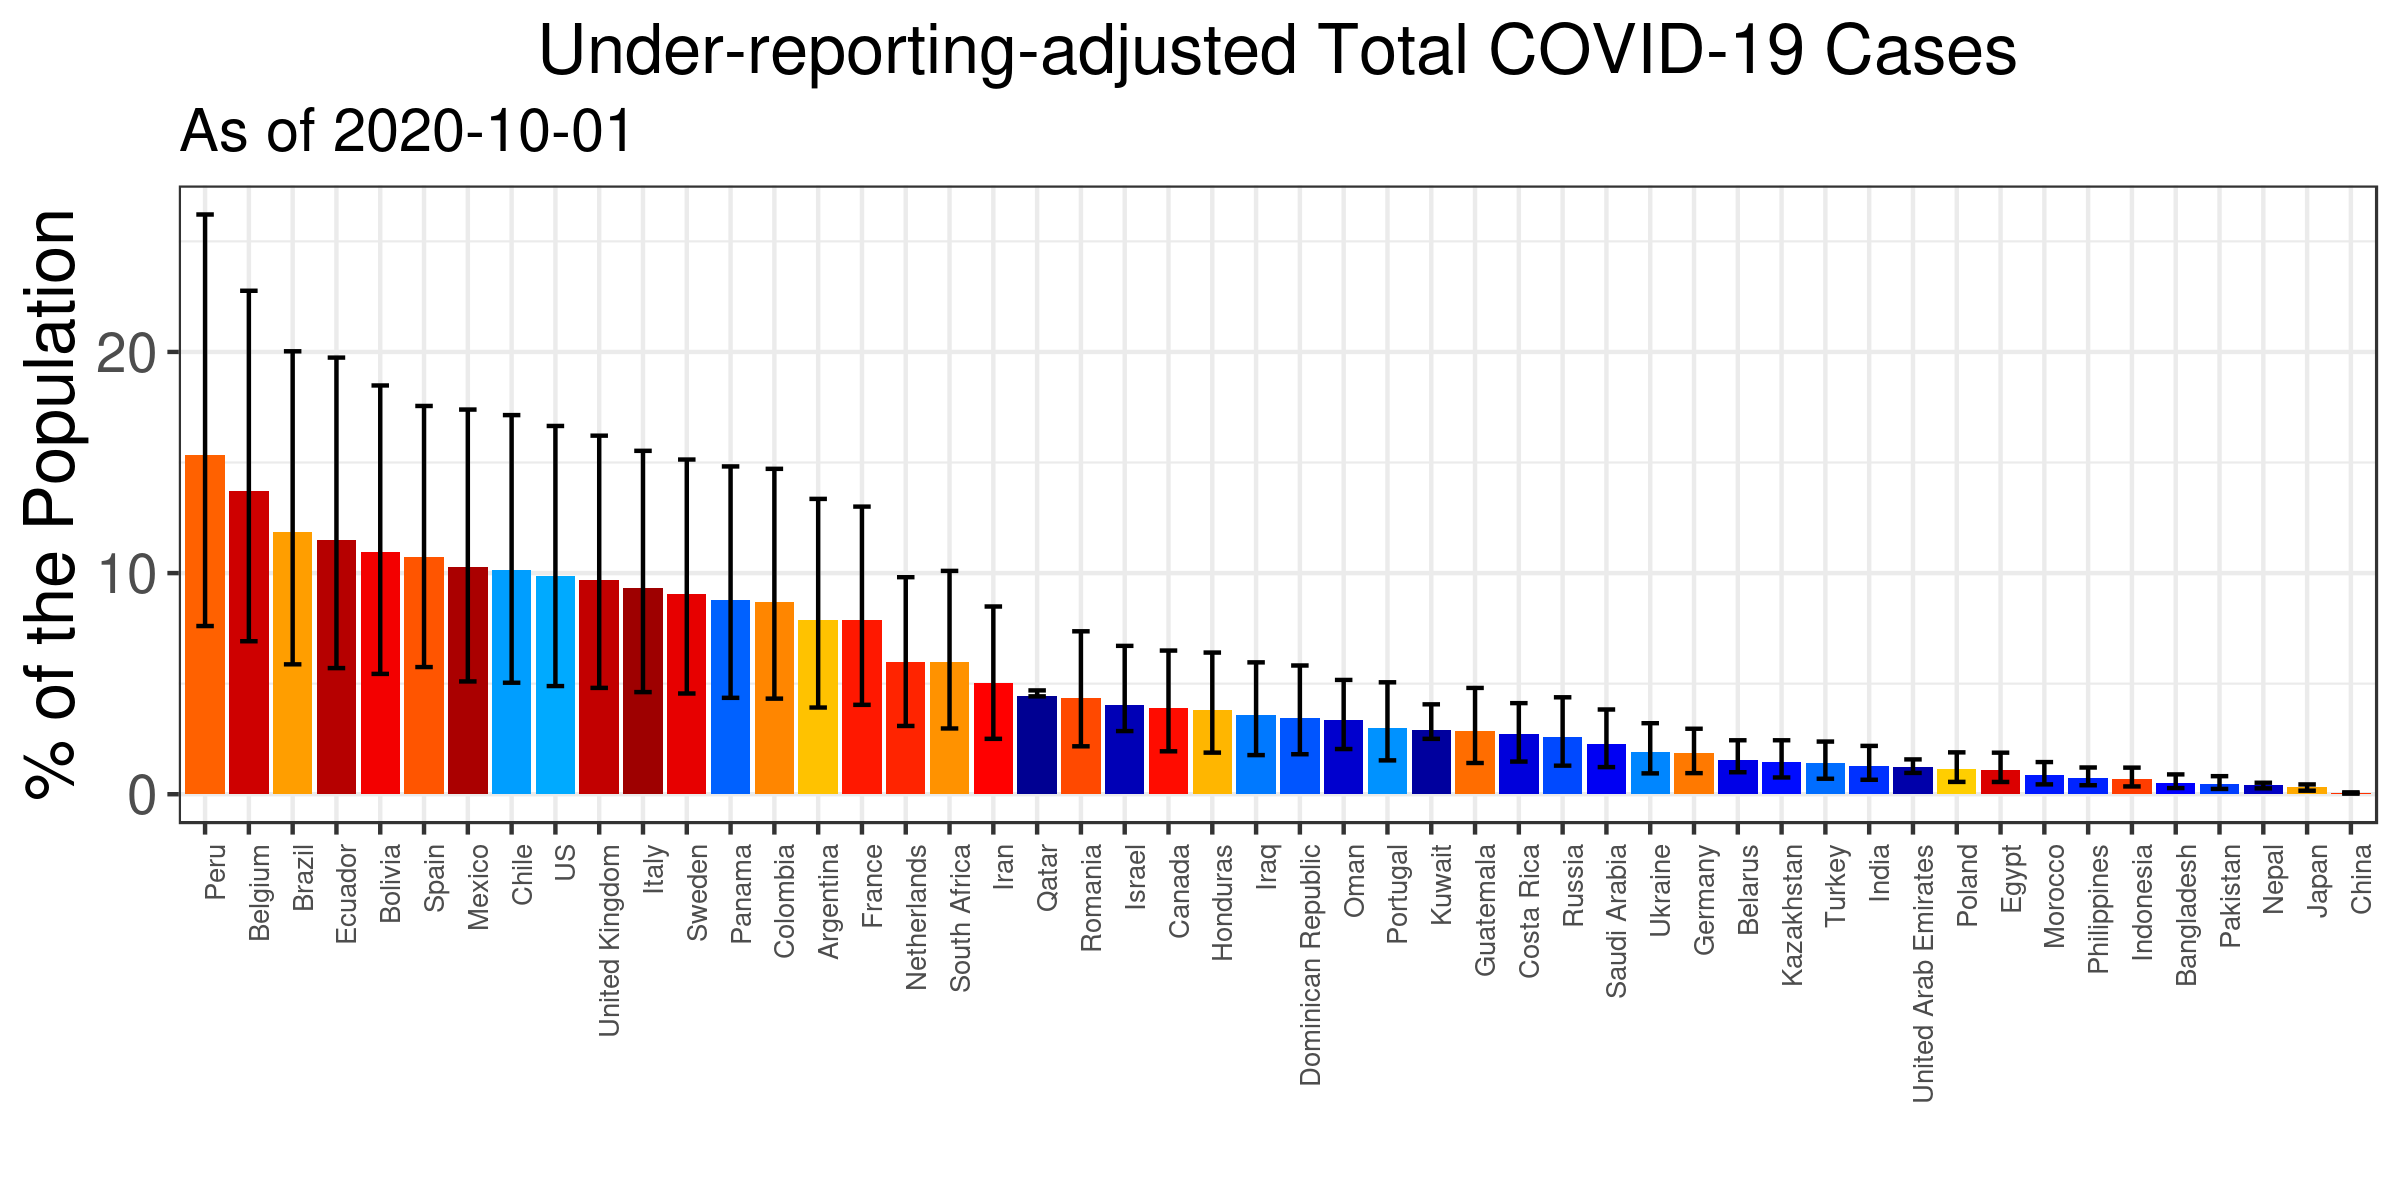 Under-reporting-adjusted Total COVID-19 Cases
As of 2020-10-01
% of the Population
20
10
0
Peru
Belgium
Brazil
Ecuador
Bolivia
Spain
Mexico
Chile
US
United Kingdom
Italy
Sweden
Panama
Colombia
Argentina
France
Netherlands
South Africa
Iran
Qatar
Romania
Israel
Canada
Honduras
Iraq
Dominican Republic
Oman
Portugal
Kuwait
Guatemala
Costa Rica
Russia
Saudi Arabia
Ukraine
Germany
Belarus
Kazakhstan
Turkey
India
United Arab Emirates
Poland
Egypt
Morocco
Philippines
Indonesia
Bangladesh
Pakistan
Nepal
Japan
China